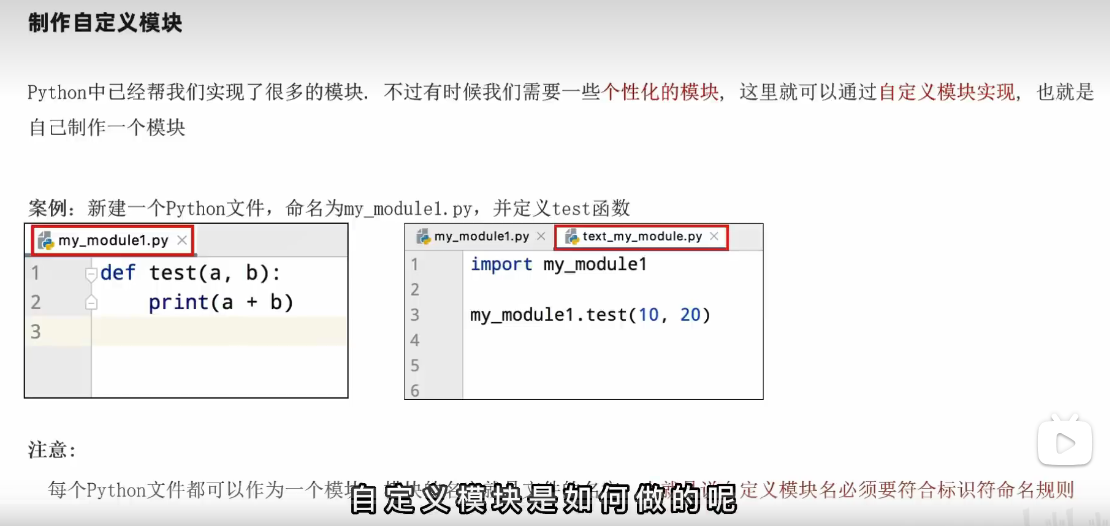 制作自定义模块
Python中已经帮我们实现了很多的模块. 不过有时候我们需要一些个性化的模块, 这里就可以通过自定义模块实现, 也就是
自己制作一个模块
案例：新建一个Python文件，命名为my_module1.py，并定义test函数
my_module1.py
1 def test(a, b):
2 print(a + b)
3
my_module1.py text_my_module.py
1 import my_module1
2
3 my_module1.test(10, 20)
4
5
6
注意:
每个Python文件都可以作为一个模块 定义模块名必须要符合标识符命名规则
自定义模块是如何做的呢